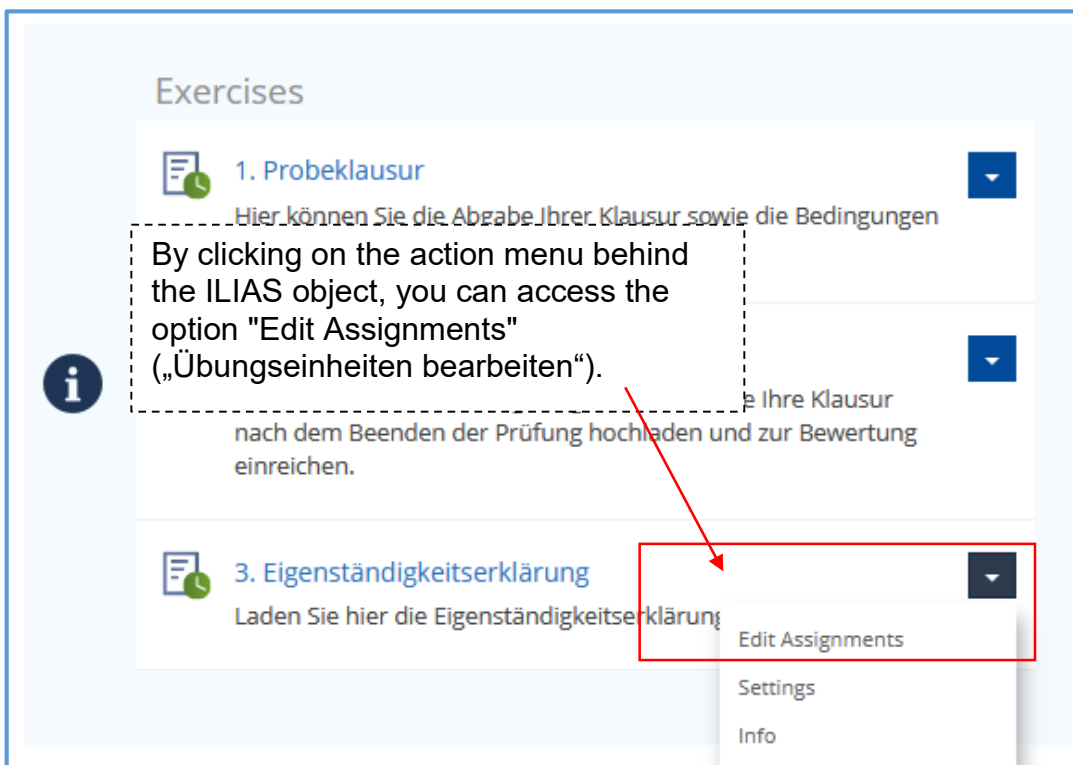 Exercises
1. Probeklausur
Hier können Sie die Abgabe Ihrer Klausur sowie die Bedingungen
By clicking on the action menu behind
the ILIAS object, you can access the
option "Edit Assignments"
(„Übungseinheiten bearbeiten“).
e Ihre Klausur
nach dem Beenden der Prüfung hochladen und zur Bewertung
einreichen.
3. Eigenständigkeitserklärung
Laden Sie hier die Eigenständigkeitserklärung
Edit Assignments
Settings
Info